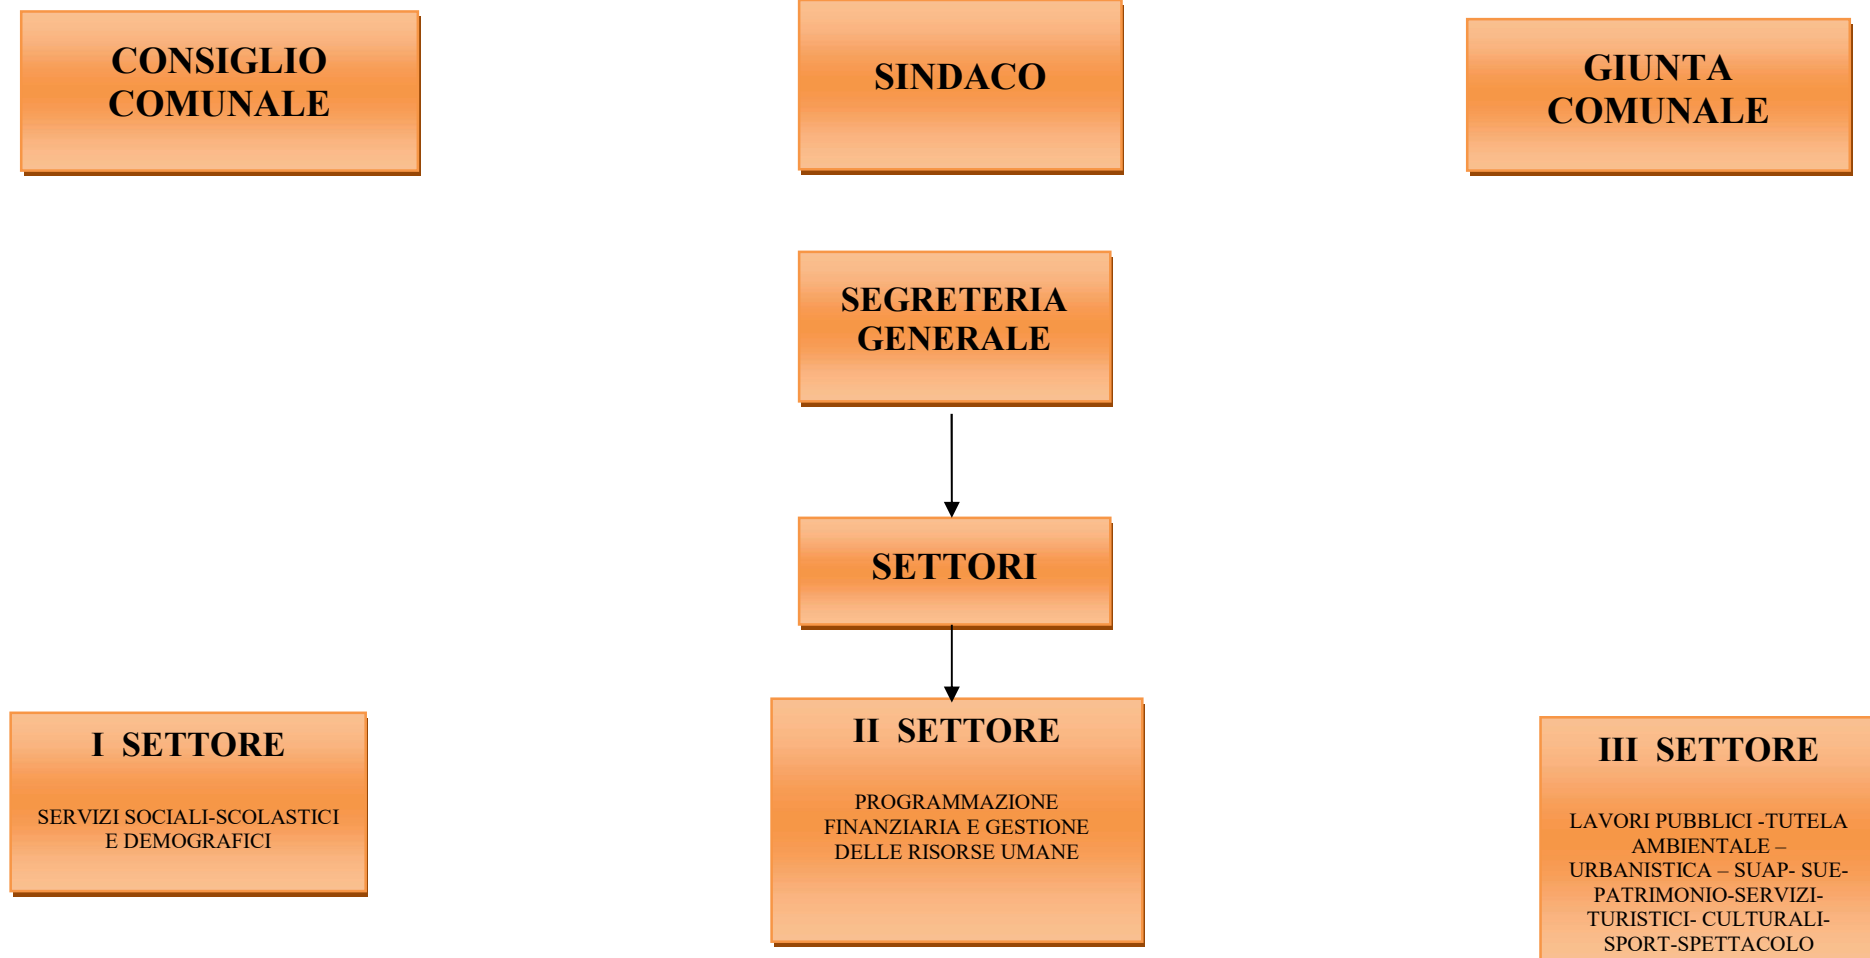 CONSIGLIO
COMUNALE
SINDACO
GIUNTA
COMUNALE
SEGRETERIA
GENERALE
SETTORI
I SETTORE
SERVIZI SOCIALI-SCOLASTICI
E DEMOGRAFICI
II SETTORE
PROGRAMMAZIONE
FINANZIARIA E GESTIONE
DELLE RISORSE UMANE
III SETTORE
LAVORI PUBBLICI -TUTELA
AMBIENTALE –
URBANISTICA – SUAP- SUE-
PATRIMONIO-SERVIZI-
TURISTICI- CULTURALI-
SPORT-SPETTACOLO